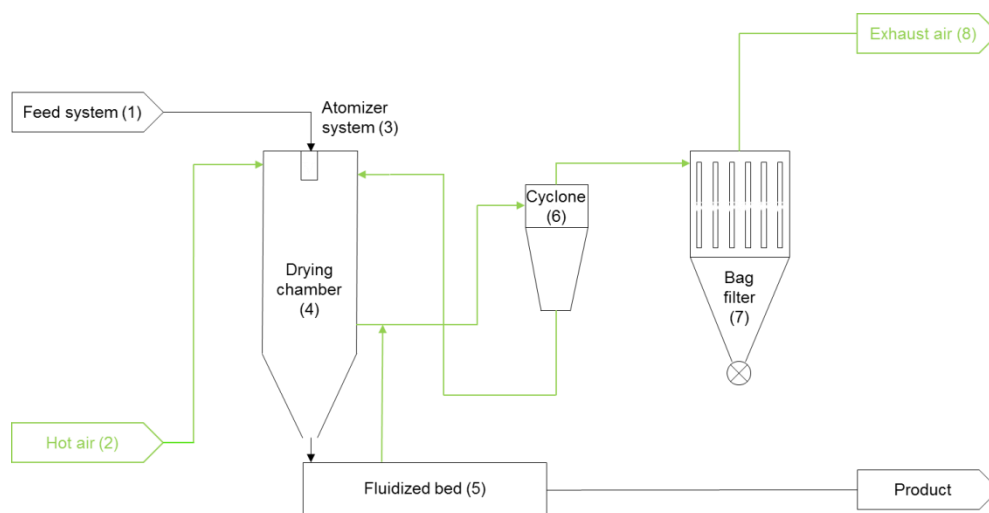 Exhaust air (8)
Feed system (1)
Atomizer
system (3)
Cyclone
(6)
Drying
chamber
(4)
Bag
filter
(7)
Hot air (2)
Fluidized bed (5)
Product